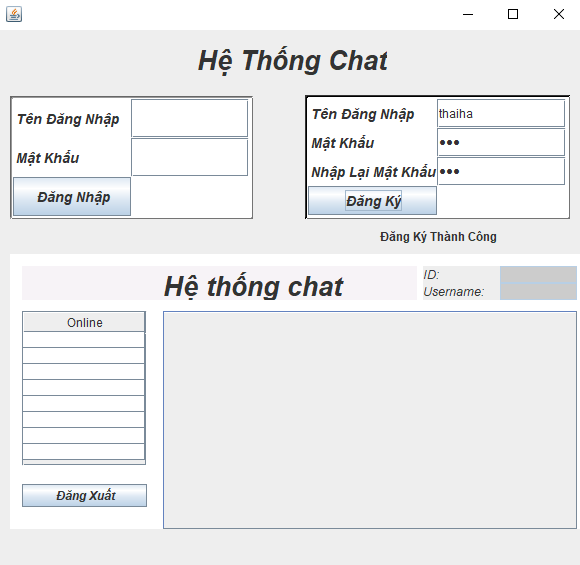 Hệ Thống Chat
Tên Đăng Nhập
Mật Khẩu
Đăng Nhập
Tên Đăng Nhập thaiha
Mật Khẩu •••
Nhập Lại Mật Khẩu •••
Đăng Ký
Đăng Ký Thành Công
Hệ thống chat
ID:
Username:
Online
Đăng Xuất